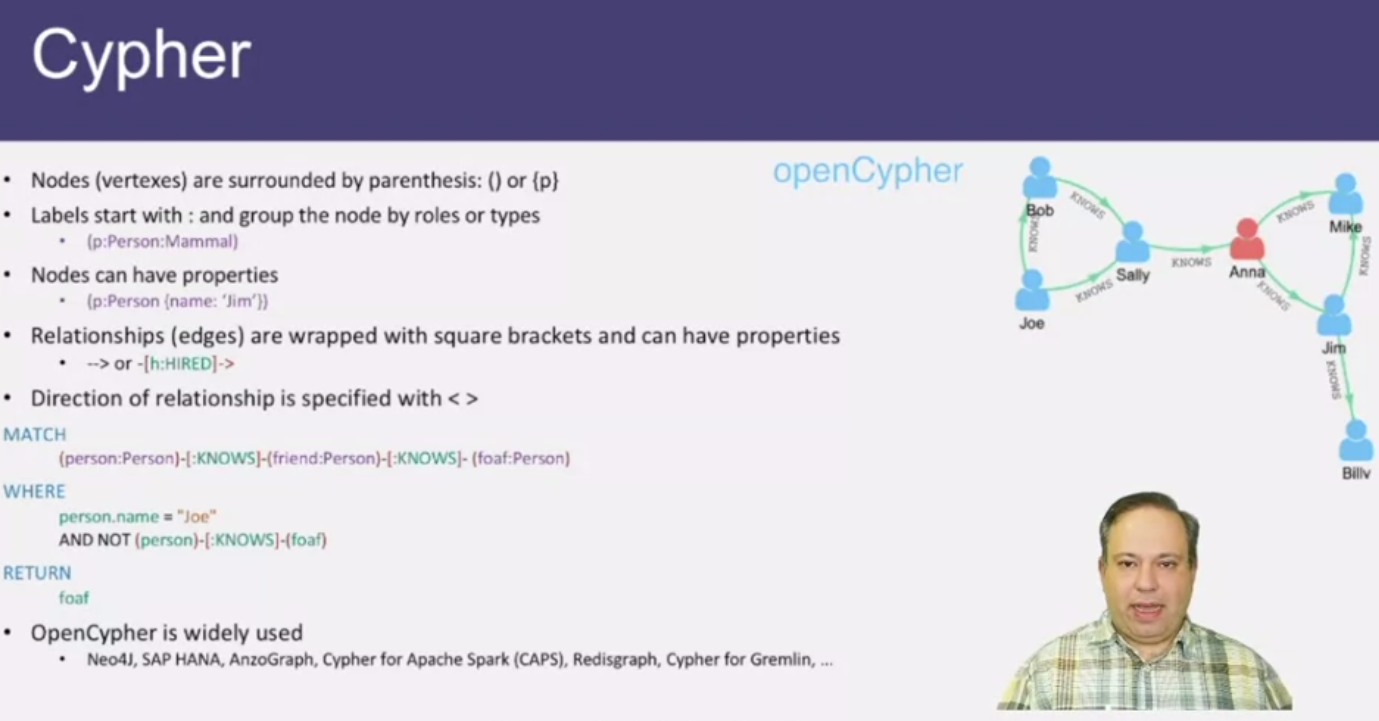 Cypher
openCypher
• Nodes (vertexes) are surrounded by parenthesis: () or {p}
• Labels start with : and group the node by roles or types
• (p:Person:Mammal)
• Nodes can have properties
• (p:Person {name: ‘Jim’})
• Relationships (edges) are wrapped with square brackets and can have properties
• --> or -[h:HIRED]->
• Direction of relationship is specified with < >
MATCH
(person:Person)-[:KNOWS]-(friend:Person)-[:KNOWS]- (foaf:Person)
WHERE
person.name = "Joe"
AND NOT (person)-[:KNOWS]-(foaf)
RETURN
foaf
• OpenCypher is widely used
• Neo4J, SAP HANA, AnzoGraph, Cypher for Apache Spark (CAPS), Redisgraph, Cypher for Gremlin, ...
Bob
KNOWS
KNOWS
Joe
KNOWS
Sally
KNOWS
Anna
KNOWS
Mike
KNOWS
KNOWS
Jim
KNOWS
Billy